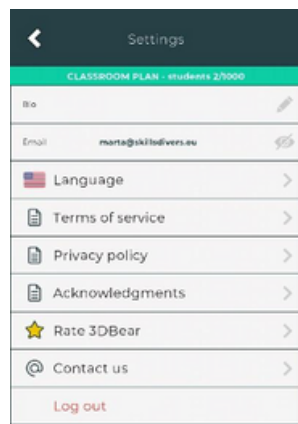 Settings
CLASSROOM PLAN - students 2/1000
Bio
Email marta@skillsdivers.eu
Language
Terms of service
Privacy policy
Acknowledgments
Rate 3DBear
Contact us
Log out